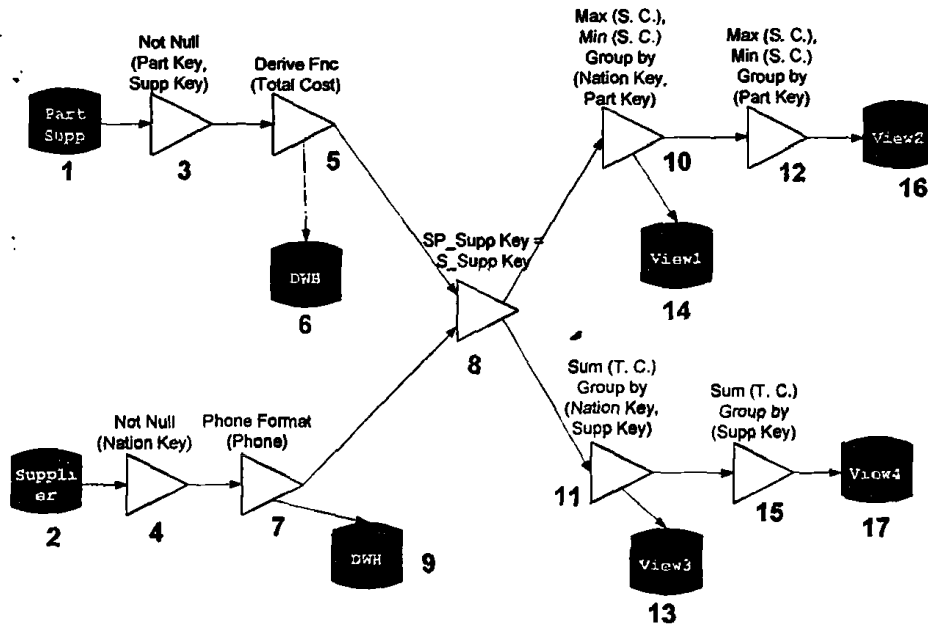 Not Null
(Part Key,
Supp Key)
Derive Fnc
(Total Cost)
Max (S. C.),
Min (S. C.)
Group by
(Nation Key,
Part Key)
Max (S. C.),
Min (S. C.)
Group by
(Part Key)
Part
Supp
1
3
5
10
12
View2
16
DWH
6
SP_Supp Key =
S_Supp Key
8
View1
14
Not Null
(Nation Key)
Phone Format
(Phone)
Suppli
er
2
4
7
DWH
9
Sum (T. C.)
Group by
(Nation Key,
Supp Key)
Sum (T. C.)
Group by
(Supp Key)
11
15
View4
17
View3
13